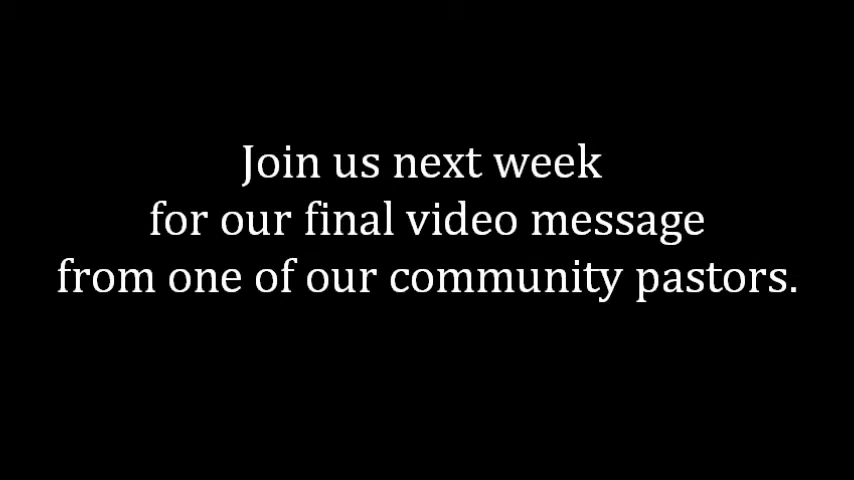 Join us next week
for our final video message
from one of our community pastors.